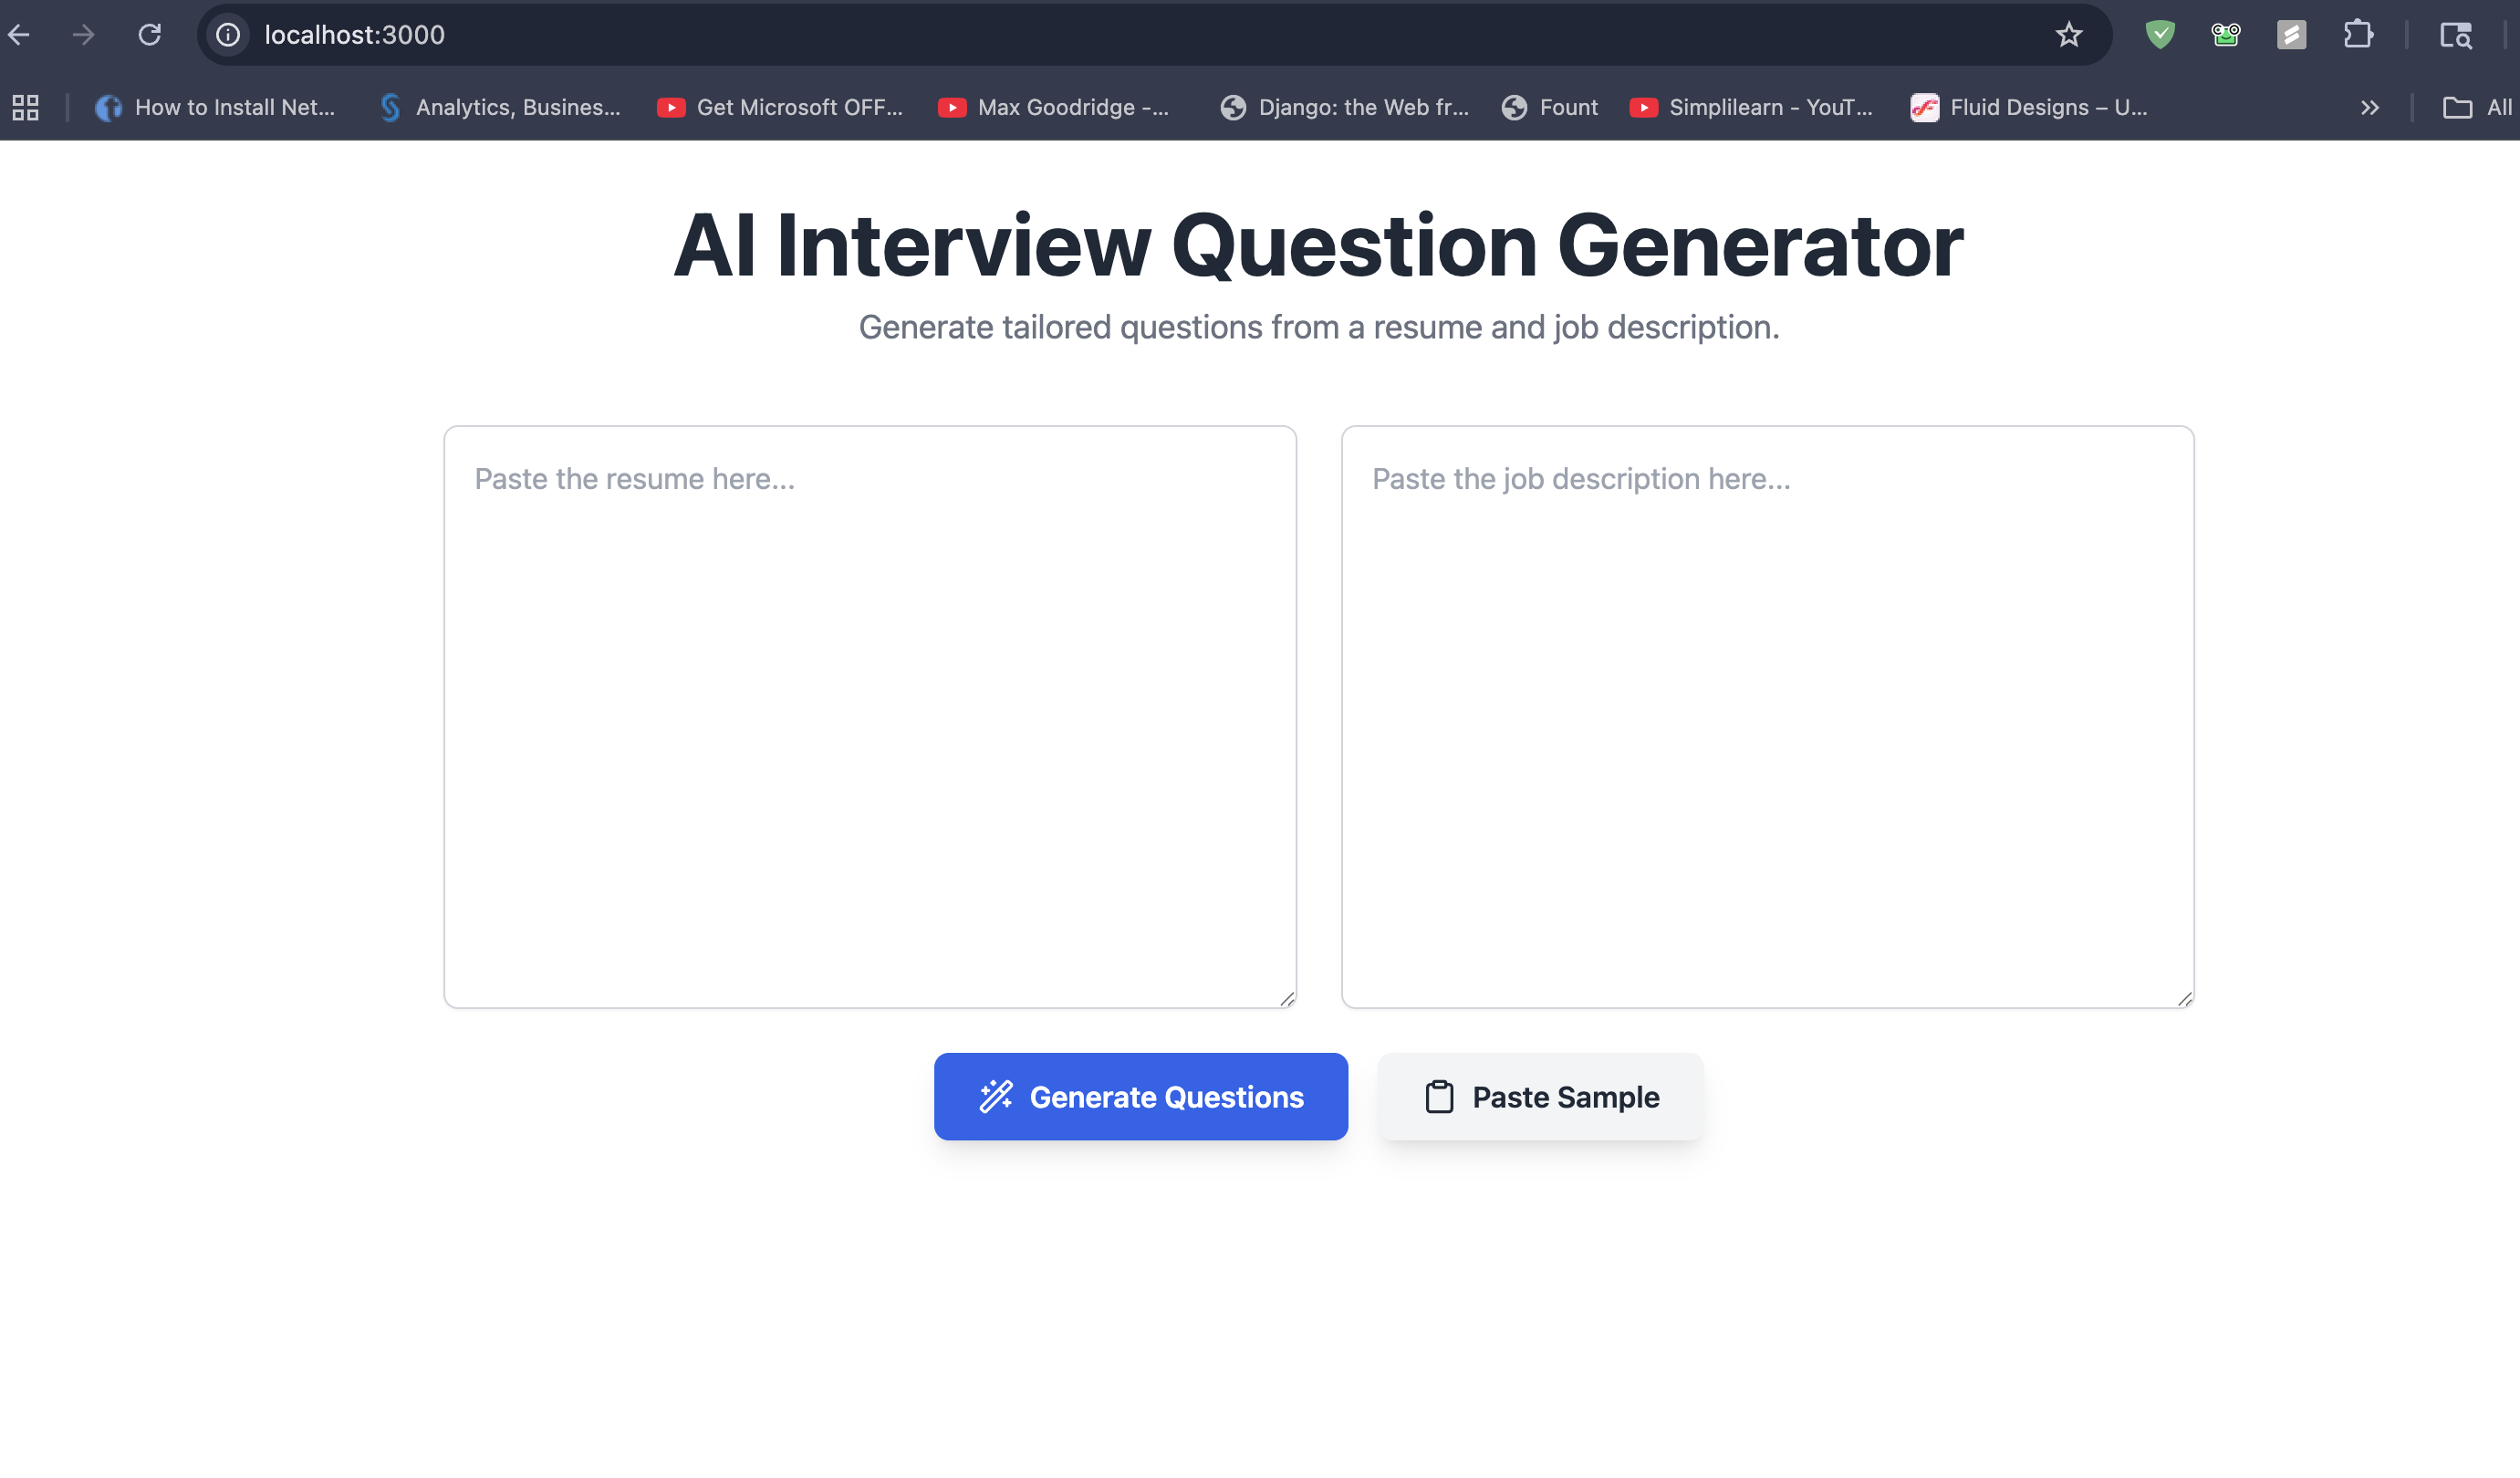 localhost:3000
How to Install Net... Analytics, Busines... Get Microsoft OFF... Max Goodridge -... Django: the Web fr... Fount Simplilearn - YouT... Fluid Designs – U... All
AI Interview Question Generator
Generate tailored questions from a resume and job description.
Paste the resume here... Paste the job description here...
Generate Questions Paste Sample